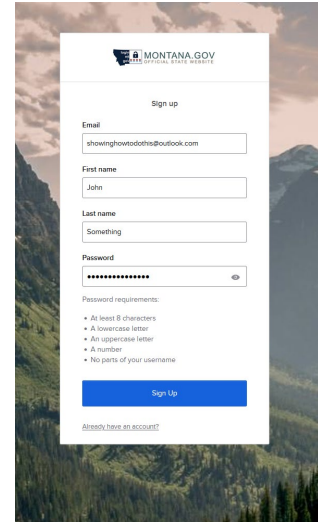 MONTANA.GOV
OFFICIAL STATE WEBSITE
Sign up
Email
showinghowtodothis@outlook.com
First name
John
Last name
Something
Password
•••••••••••••••
Password requirements:
• At least 8 characters
• A lowercase letter
• An uppercase letter
• A number
• No parts of your username
Sign Up
Already have an account?